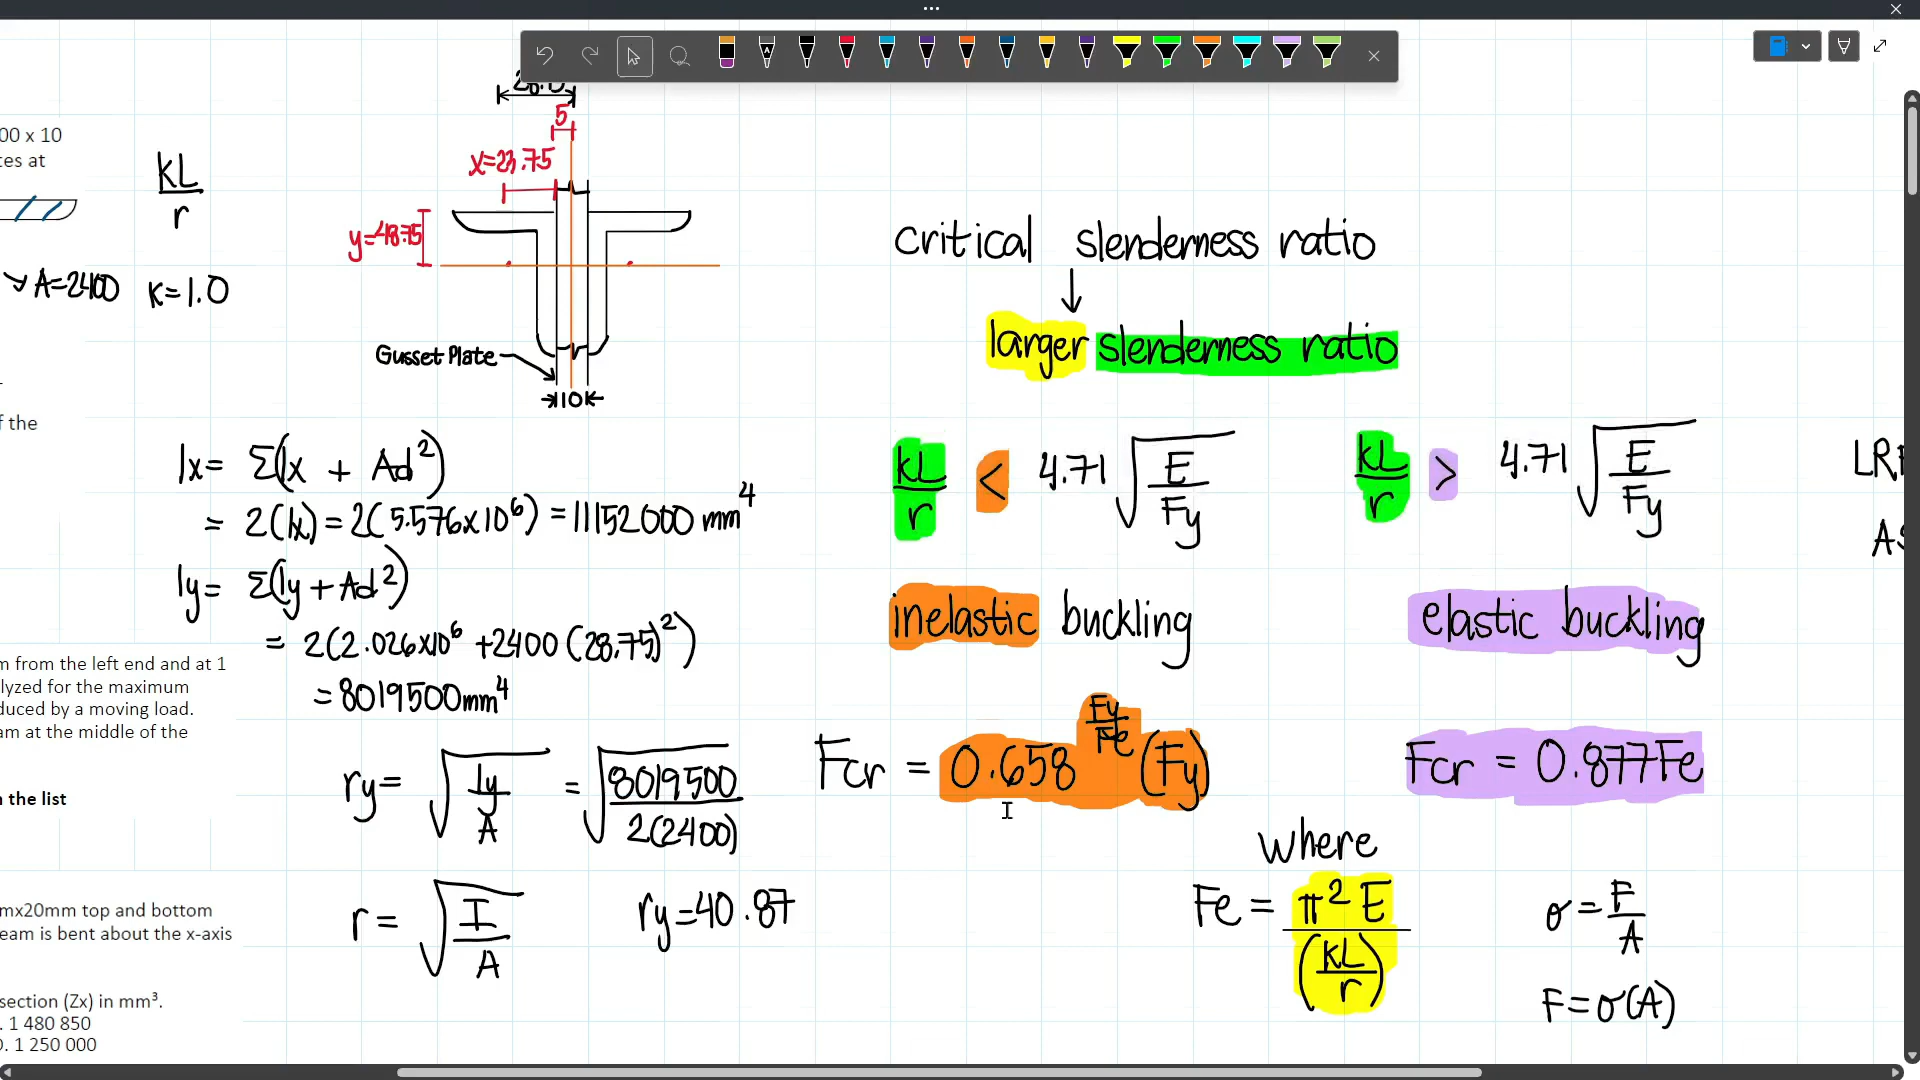 00 x 10
tes at
kL
r
A=2400
K=1.0
5
x=23.75
y=48.75
Gusset Plate
10
f the
Ix= Σ(Ix + Ad²)
= 2(Ix) = 2(5.576x10⁶) = 11152000 mm⁴
Iy= Σ(Iy + Ad²)
= 2(2.026x10⁶ +2400 (28.75)²)
= 8019500mm⁴
m from the left end and at 1
lyzed for the maximum
duced by a moving load.
am at the middle of the
the list
ry= √(Iy/A) = √(8019500/2(2400))
r= √(I/A)
ry=40.87
mx20mm top and bottom
eam is bent about the x-axis
section (Zx) in mm³.
. 1 480 850
D. 1 250 000
critical slenderness ratio
↓
larger slenderness ratio
kL/r < 4.71 √(E/Fy)
kL/r > 4.71 √(E/Fy)
inelastic buckling
elastic buckling
Fcr = 0.658^(Fy/Fe) (Fy)
Fcr = 0.877Fe
where
Fe = π² E/(kL/r)
σ = F/A
F = σ(A)